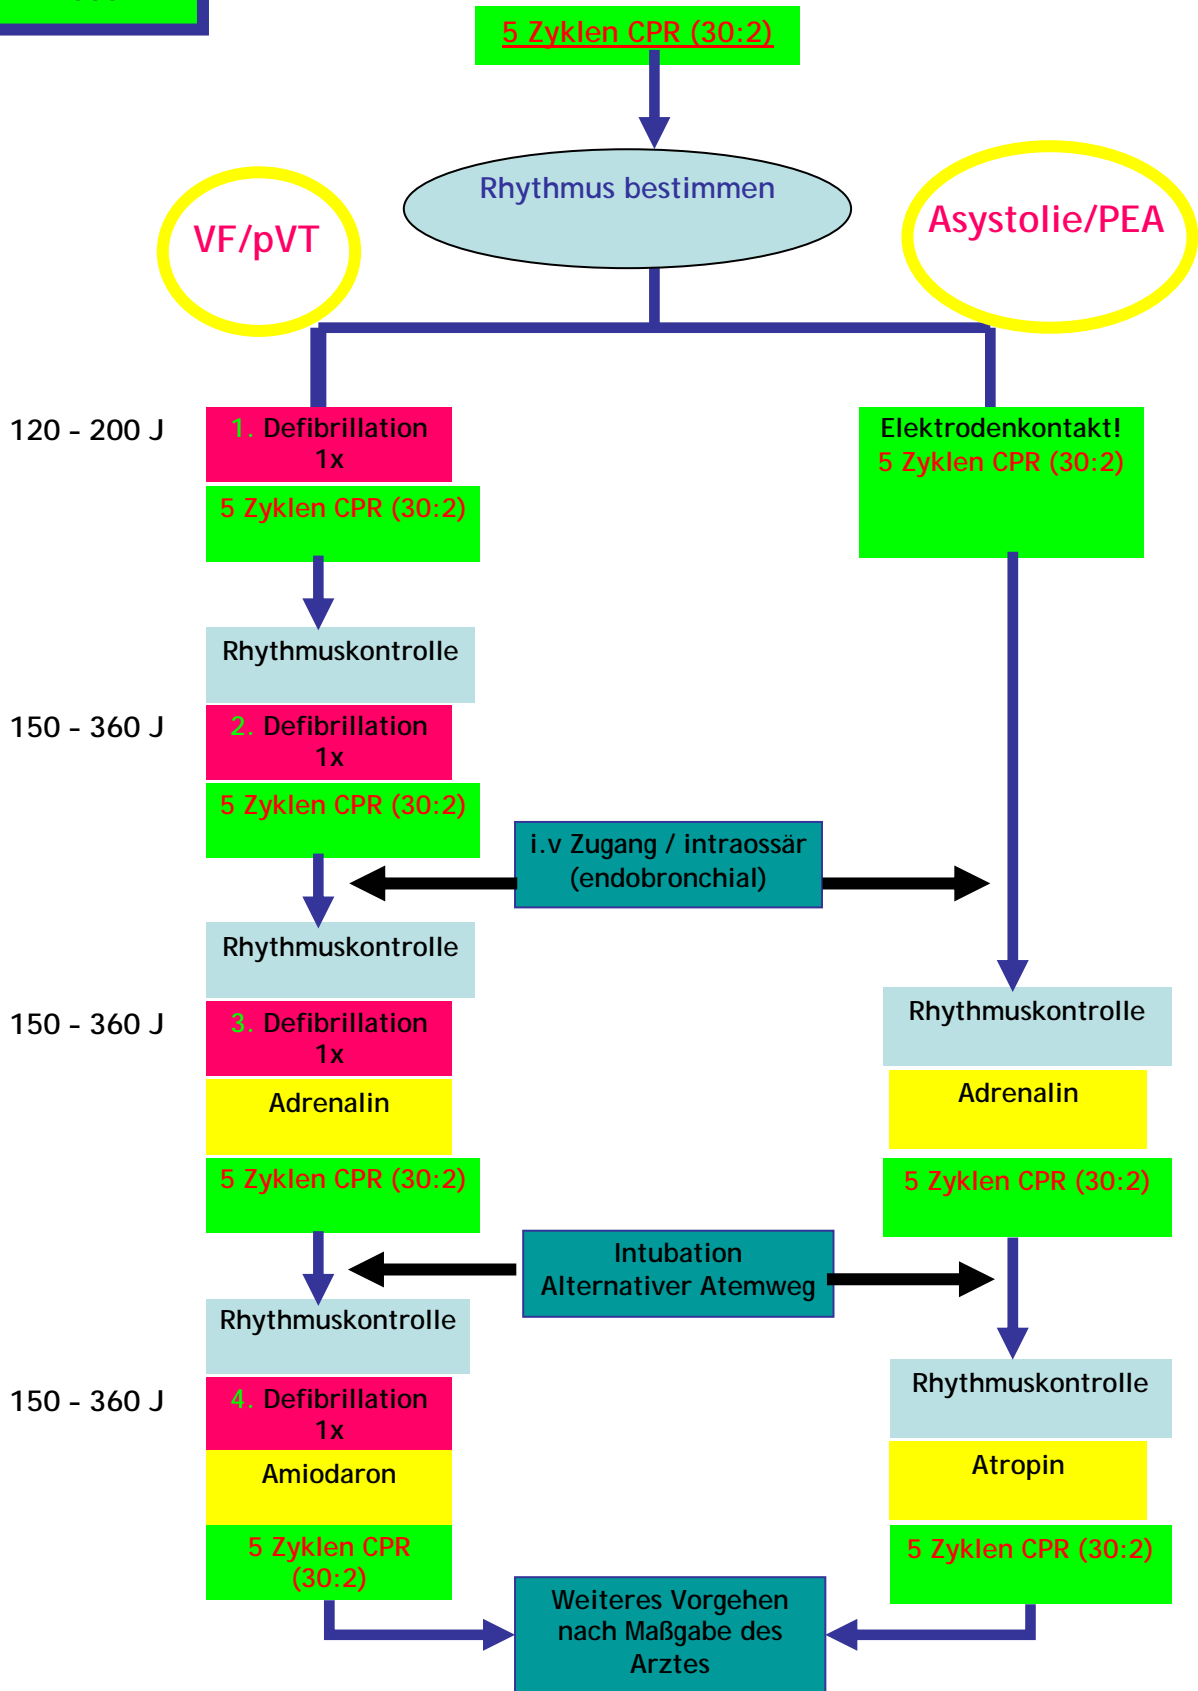 5 Zyklen CPR (30:2)
Rhythmus bestimmen
VF/pVT
Asystolie/PEA
120 - 200 J
1. Defibrillation
1x
5 Zyklen CPR (30:2)
Elektrodenkontakt!
5 Zyklen CPR (30:2)
Rhythmuskontrolle
150 - 360 J
2. Defibrillation
1x
5 Zyklen CPR (30:2)
i.v Zugang / intraossär
(endobronchial)
Rhythmuskontrolle
150 - 360 J
3. Defibrillation
1x
Adrenalin
5 Zyklen CPR (30:2)
Rhythmuskontrolle
Adrenalin
5 Zyklen CPR (30:2)
Intubation
Alternativer Atemweg
Rhythmuskontrolle
150 - 360 J
4. Defibrillation
1x
Amiodaron
5 Zyklen CPR
(30:2)
Rhythmuskontrolle
Atropin
5 Zyklen CPR (30:2)
Weiteres Vorgehen
nach Maßgabe des
Arztes